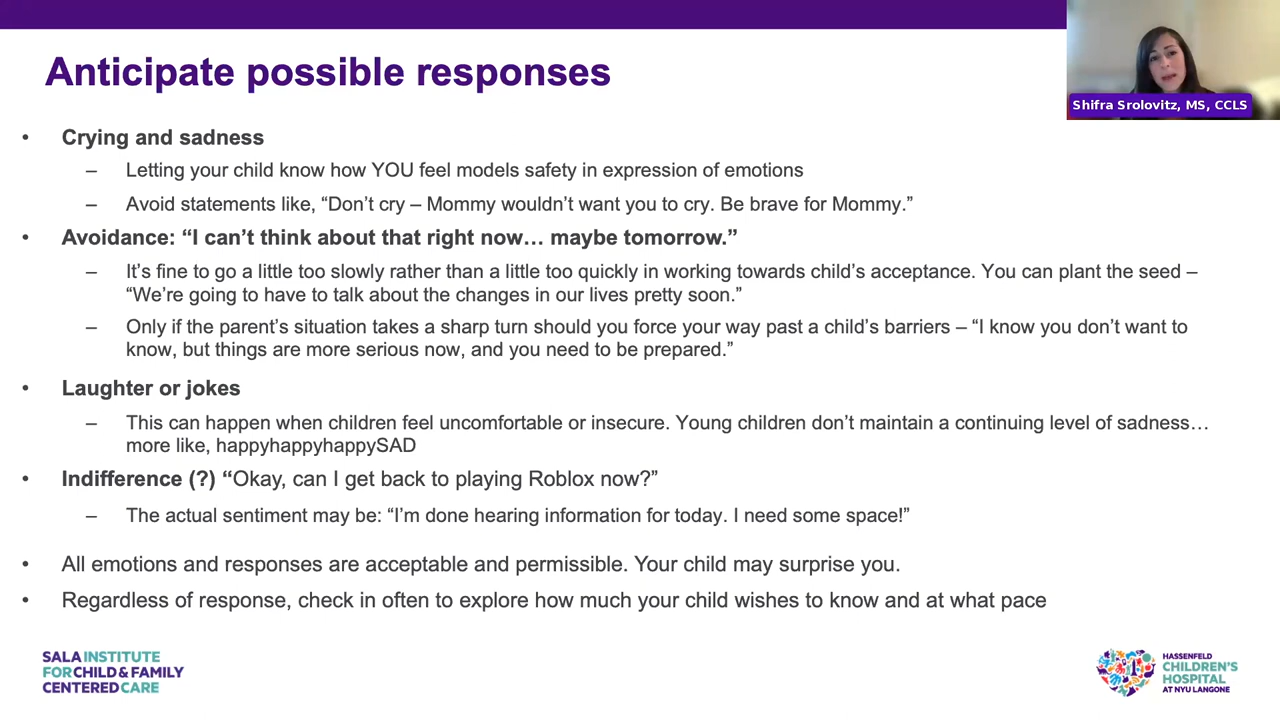 Anticipate possible responses
Shifra Srolovitz, MS, CCLS
• Crying and sadness
– Letting your child know how YOU feel models safety in expression of emotions
– Avoid statements like, “Don’t cry – Mommy wouldn’t want you to cry. Be brave for Mommy.”
• Avoidance: “I can’t think about that right now… maybe tomorrow.”
– It’s fine to go a little too slowly rather than a little too quickly in working towards child’s acceptance. You can plant the seed –
“We’re going to have to talk about the changes in our lives pretty soon.”
– Only if the parent’s situation takes a sharp turn should you force your way past a child’s barriers – “I know you don’t want to
know, but things are more serious now, and you need to be prepared.”
• Laughter or jokes
– This can happen when children feel uncomfortable or insecure. Young children don’t maintain a continuing level of sadness…
more like, happyhappyhappySAD
• Indifference (?) “Okay, can I get back to playing Roblox now?”
– The actual sentiment may be: “I’m done hearing information for today. I need some space!”
• All emotions and responses are acceptable and permissible. Your child may surprise you.
• Regardless of response, check in often to explore how much your child wishes to know and at what pace
SALA INSTITUTE
FOR CHILD & FAMILY
CENTERED CARE
HASSENFELD
CHILDREN'S
HOSPITAL
AT NYU LANGONE